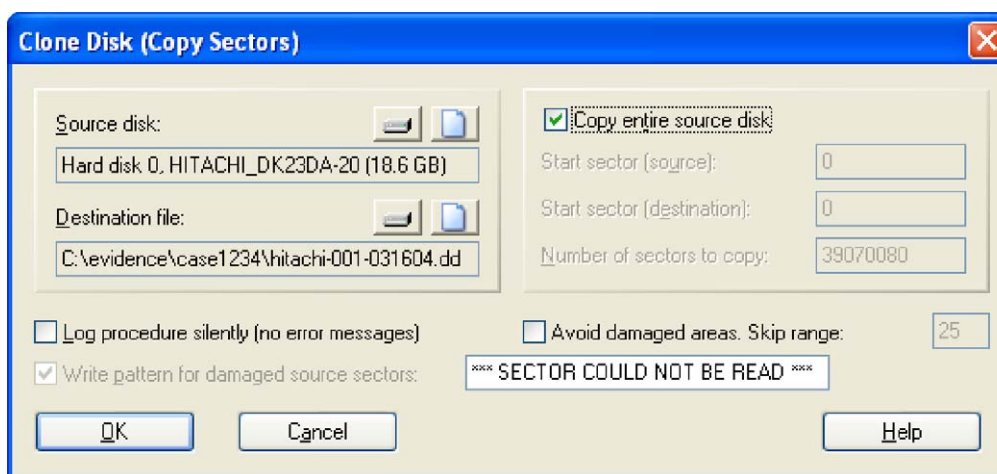 Clone Disk (Copy Sectors)
Source disk:
Hard disk 0, HITACHI_DK23DA-20 (18.6 GB)
Destination file:
C:\evidence\case1234\hitachi-001-031604.dd
Copy entire source disk
Start sector (source): 0
Start sector (destination): 0
Number of sectors to copy: 39070080
Log procedure silently (no error messages)
Avoid damaged areas. Skip range: 25
Write pattern for damaged source sectors: *** SECTOR COULD NOT BE READ ***
OK Cancel Help